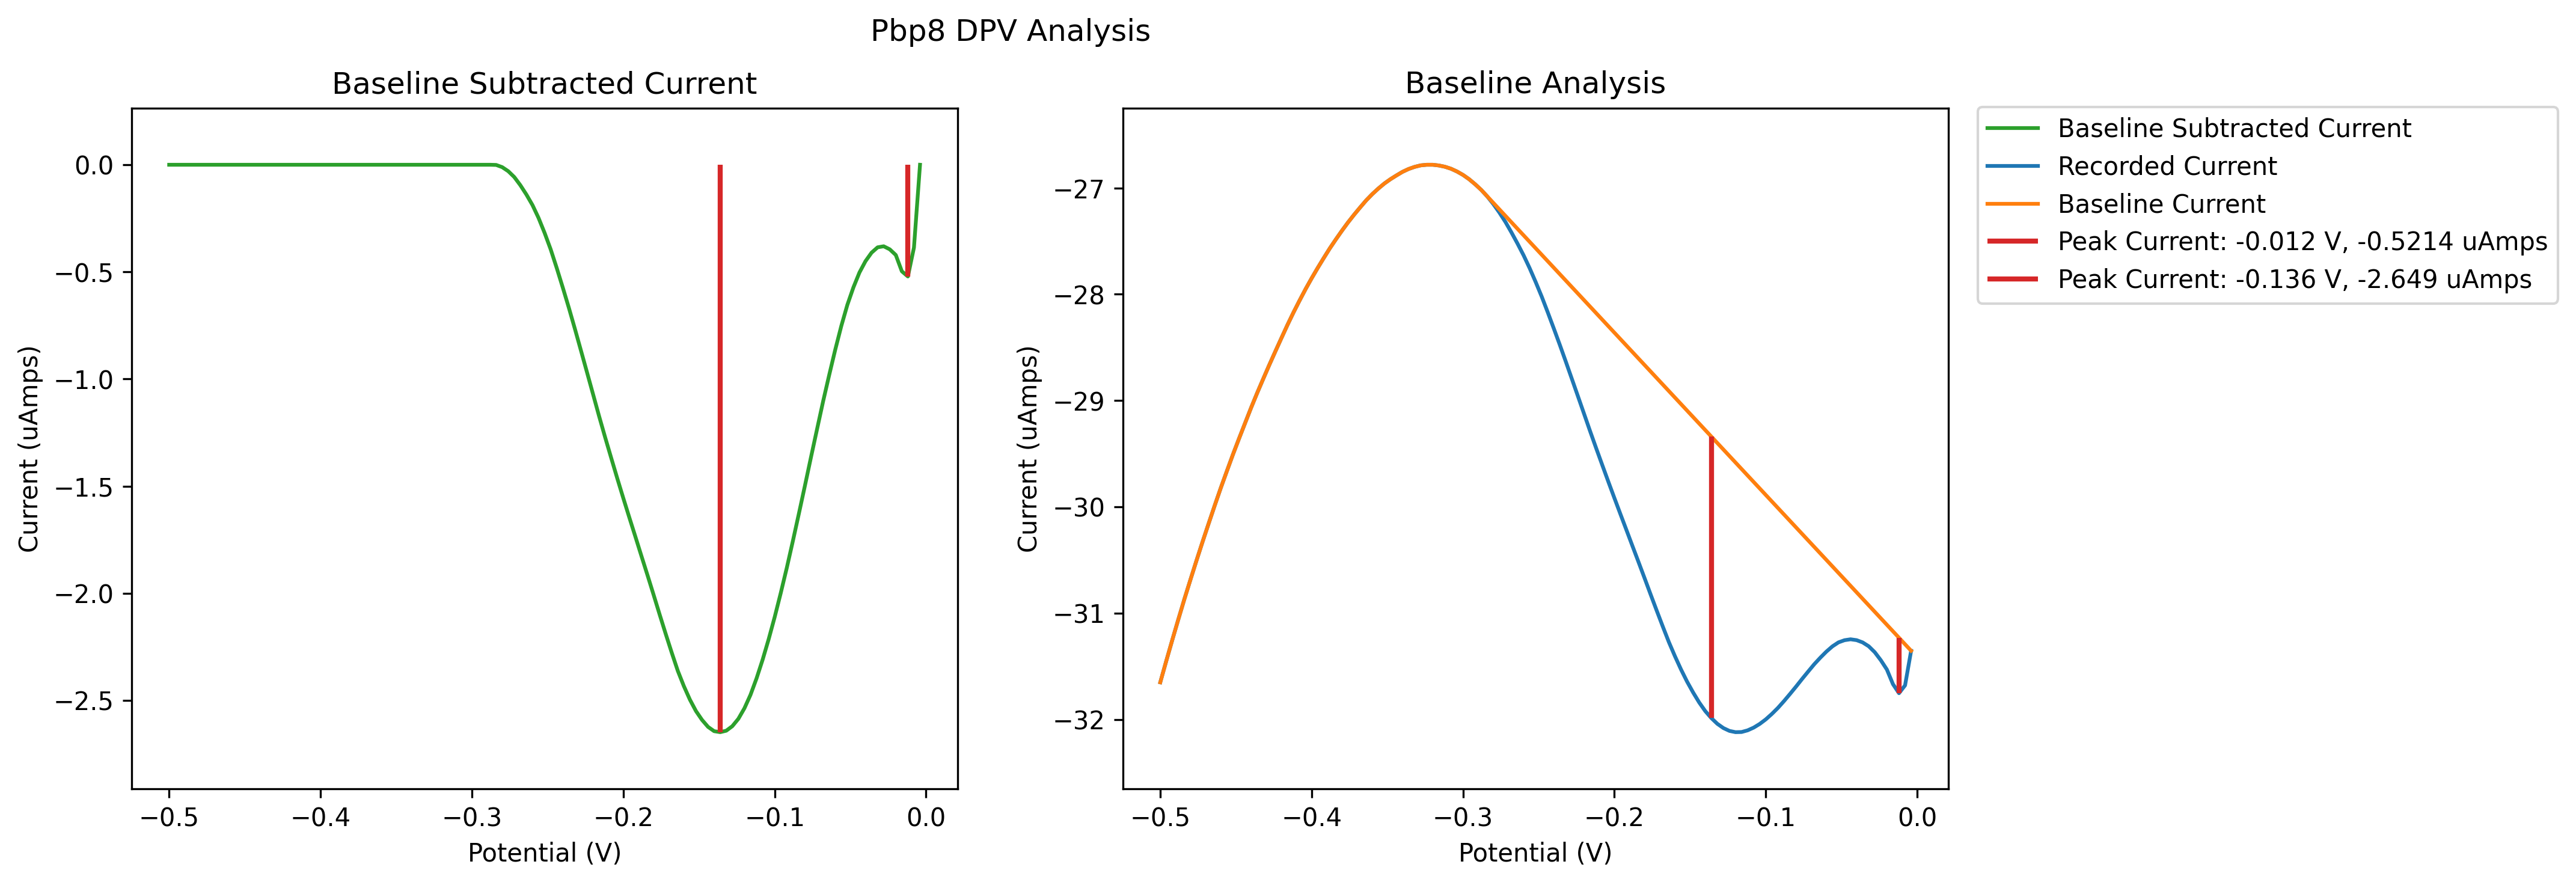 Pbp8 DPV Analysis
Baseline Subtracted Current
0.0
−0.5
−1.0
−1.5
−2.0
−2.5
Current (uAmps)
−0.5 −0.4 −0.3 −0.2 −0.1 0.0
Potential (V)
Baseline Analysis
−27
−28
−29
−30
−31
−32
Current (uAmps)
−0.5 −0.4 −0.3 −0.2 −0.1 0.0
Potential (V)
Baseline Subtracted Current
Recorded Current
Baseline Current
Peak Current: -0.012 V, -0.5214 uAmps
Peak Current: -0.136 V, -2.649 uAmps